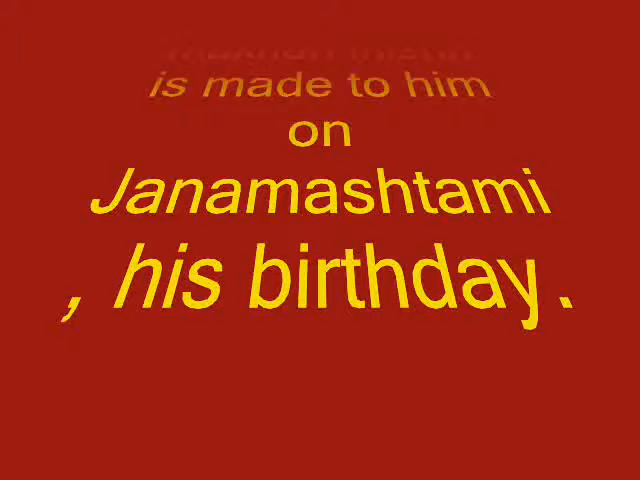 is made to him
on
Janamashtami
, his birthday.